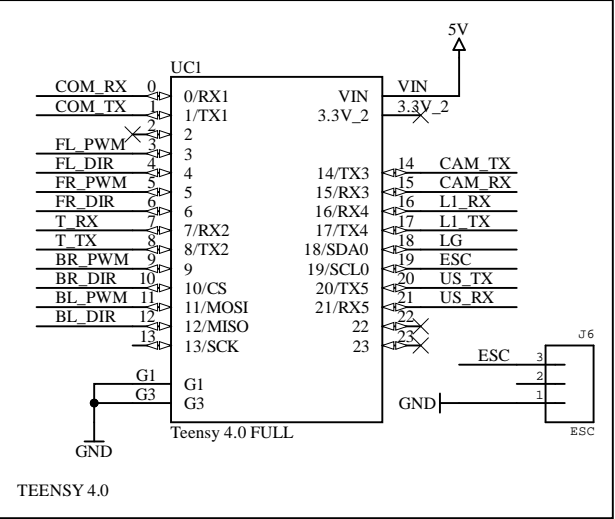 5V
UC1
COM_RX 0 0/RX1 VIN VIN
COM_TX 1 1/TX1 3.3V_2 3.3V_2
2 2
FL_PWM 3 3
FL_DIR 4 4 14/TX3 14 CAM_TX
FR_PWM 5 5 15/RX3 15 CAM_RX
FR_DIR 6 6 16/RX4 16 L1_RX
T_RX 7 7/RX2 17/TX4 17 L1_TX
T_TX 8 8/TX2 18/SDA0 18 LG
BR_PWM 9 9 19/SCL0 19 ESC
BR_DIR 10 10/CS 20/TX5 20 US_TX
BL_PWM 11 11/MOSI 21/RX5 21 US_RX
BL_DIR 12 12/MISO 22 22
13 13/SCK 23 23
J6
ESC 3
2
G1 G1
G3 G3 GND 1
Teensy 4.0 FULL ESC
GND
TEENSY 4.0